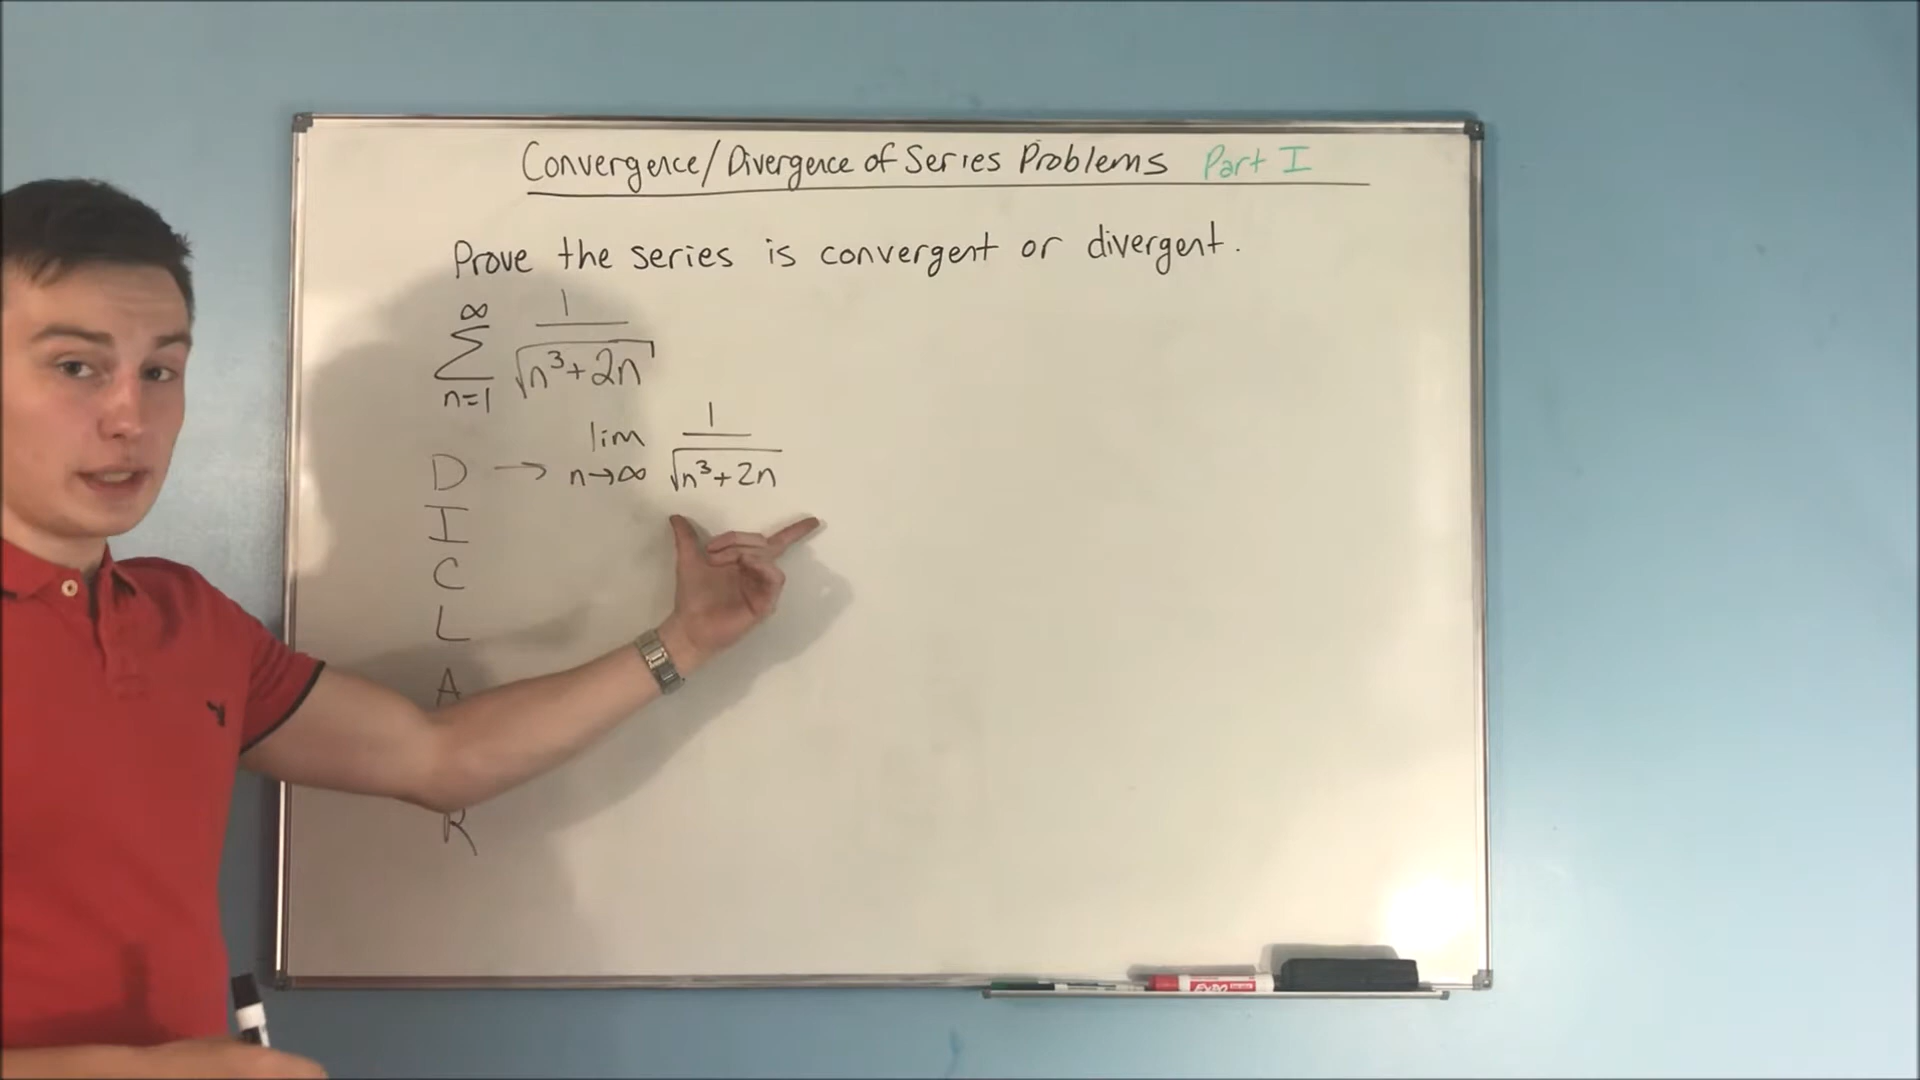 Convergence/Divergence of Series Problems Part I
Prove the series is convergent or divergent.
∞
∑ 1/√(n³+2n)
n=1
D → lim n→∞ 1/√(n³+2n)
I
C
L
A
R
EXPO